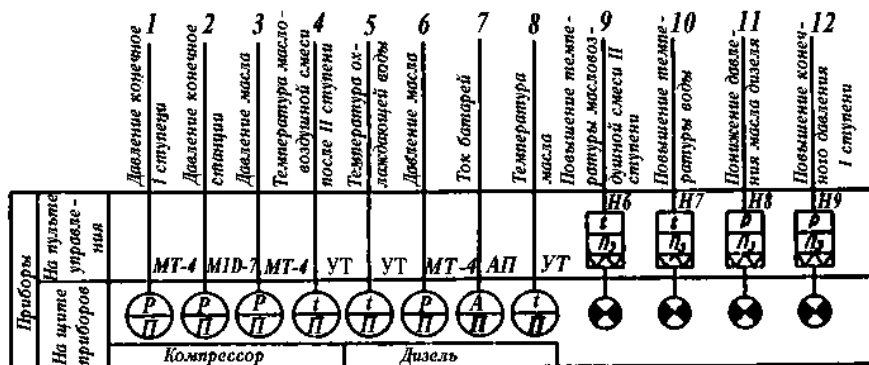 1 2 3 4 5 6 7 8 9 10 11 12
Давление конечное
I ступени
Давление конечное
станции
Давление масла
Температура масло-
воздушной смеси
после II ступени
Температура ох-
лаждающей воды
Давление масла
Ток батарей
Температура
масла
Повышение темпе-
ратуры масловоз-
душной смеси II
ступени
Повышение темпе-
ратуры воды
Понижение давле-
ния масла дизеля
Повышение конеч-
ного давления
I ступени
H6 H7 H8 H9
t t p p
Приборы
На пульте
управле-
ния
МТ-4 МТ-4 УТ УТ МТ-4 АП УТ
На щите
приборов
P P P t t P A t
П П П П П П П П
Компрессор Дизель